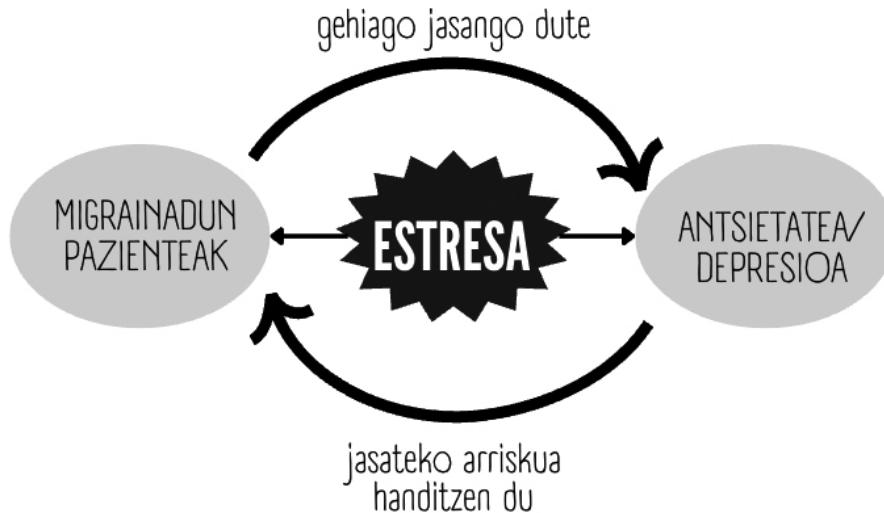 gehiago jasango dute
MIGRAINADUN
PAZIENTEAK
ESTRESA
ANTSIETATEA/
DEPRESIOA
jasateko arriskua
handitzen du